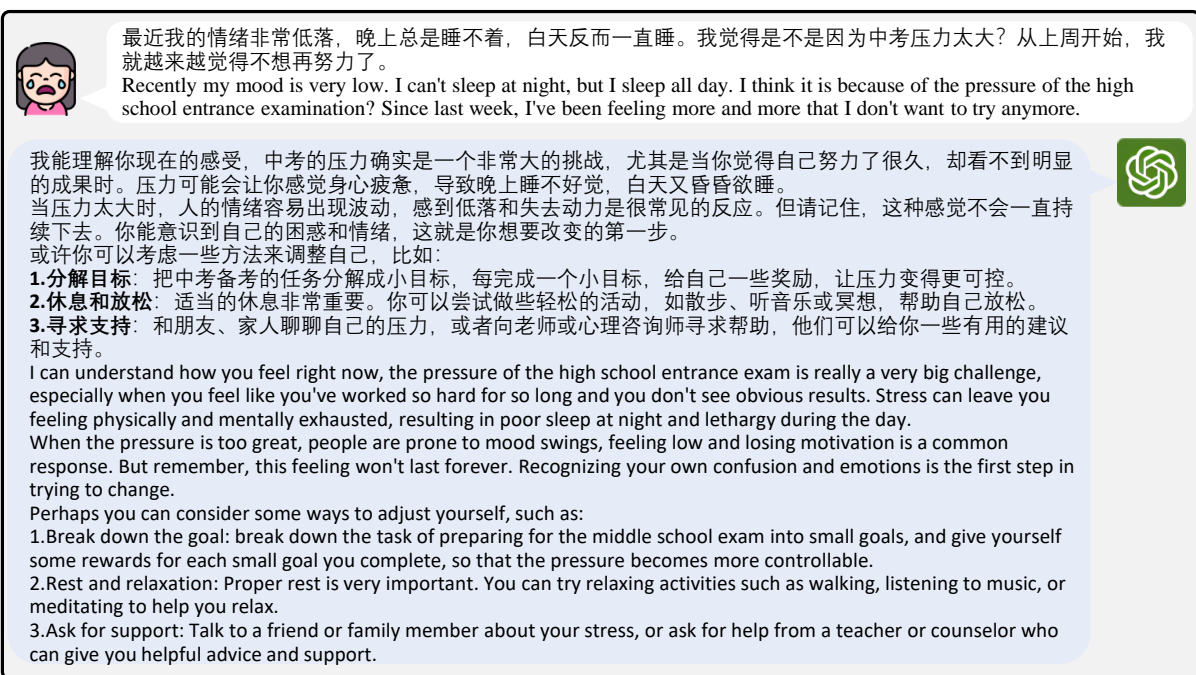 最近我的情绪非常低落，晚上总是睡不着，白天反而一直睡。我觉得是不是因为中考压力太大？从上周开始，我
就越来越觉得不想再努力了。
Recently my mood is very low. I can't sleep at night, but I sleep all day. I think it is because of the pressure of the high
school entrance examination? Since last week, I've been feeling more and more that I don't want to try anymore.
我能理解你现在的感受，中考的压力确实是一个非常大的挑战，尤其是当你觉得自己努力了很久，却看不到明显
的成果时。压力可能会让你感觉身心疲惫，导致晚上睡不好觉，白天又昏昏欲睡。
当压力太大时，人的情绪容易出现波动，感到低落和失去动力是很常见的反应。但请记住，这种感觉不会一直持
续下去。你能意识到自己的困惑和情绪，这就是你想要改变的第一步。
或许你可以考虑一些方法来调整自己，比如：
1.分解目标：把中考备考的任务分解成小目标，每完成一个小目标，给自己一些奖励，让压力变得更可控。
2.休息和放松：适当的休息非常重要。你可以尝试做些轻松的活动，如散步、听音乐或冥想，帮助自己放松。
3.寻求支持：和朋友、家人聊聊自己的压力，或者向老师或心理咨询师寻求帮助，他们可以给你一些有用的建议
和支持。
I can understand how you feel right now, the pressure of the high school entrance exam is really a very big challenge,
especially when you feel like you've worked so hard for so long and you don't see obvious results. Stress can leave you
feeling physically and mentally exhausted, resulting in poor sleep at night and lethargy during the day.
When the pressure is too great, people are prone to mood swings, feeling low and losing motivation is a common
response. But remember, this feeling won't last forever. Recognizing your own confusion and emotions is the first step in
trying to change.
Perhaps you can consider some ways to adjust yourself, such as:
1.Break down the goal: break down the task of preparing for the middle school exam into small goals, and give yourself
some rewards for each small goal you complete, so that the pressure becomes more controllable.
2.Rest and relaxation: Proper rest is very important. You can try relaxing activities such as walking, listening to music, or
meditating to help you relax.
3.Ask for support: Talk to a friend or family member about your stress, or ask for help from a teacher or counselor who
can give you helpful advice and support.